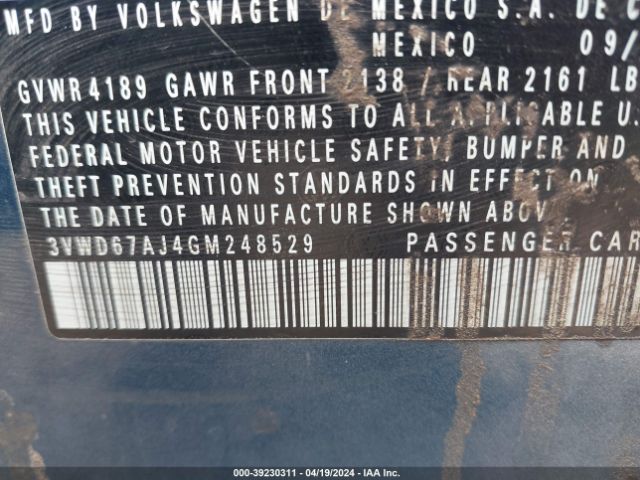 MFD BY VOLKSWAGEN DE MEXICO S.A. DE C
MEXICO 09/
GVWR 4189 GAWR FRONT 2138 / REAR 2161 LB
THIS VEHICLE CONFORMS TO ALL APPLICABLE U.
FEDERAL MOTOR VEHICLE SAFETY, BUMPER AND
THEFT PREVENTION STANDARDS IN EFFECT ON
THE DATE OF MANUFACTURE SHOWN ABOV
3VWD67AJ4GM248529 PASSENGER CAR
000-39230311 - 04/19/2024 - IAA Inc.